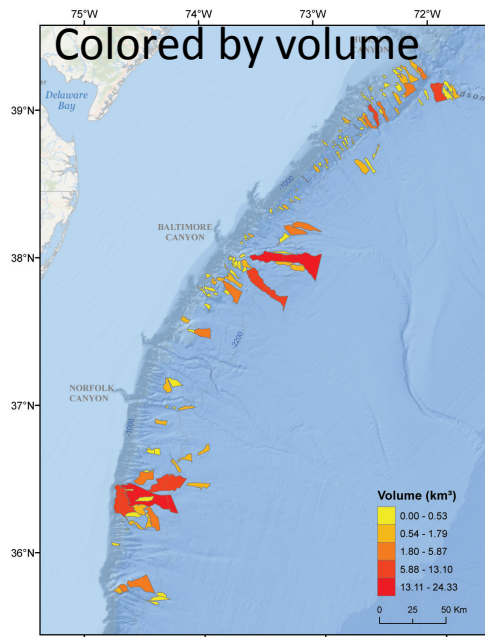 75°W 74°W 73°W 72°W
Colored by volume
CANYON
39°N
Delaware
Bay
-1000
BALTIMORE
CANYON
38°N
-2200
37°N
NORFOLK
CANYON
-1000
36°N
Volume (km³)
0.00 - 0.53
0.54 - 1.79
1.80 - 5.87
5.88 - 13.10
13.11 - 24.33
0 25 50 Km